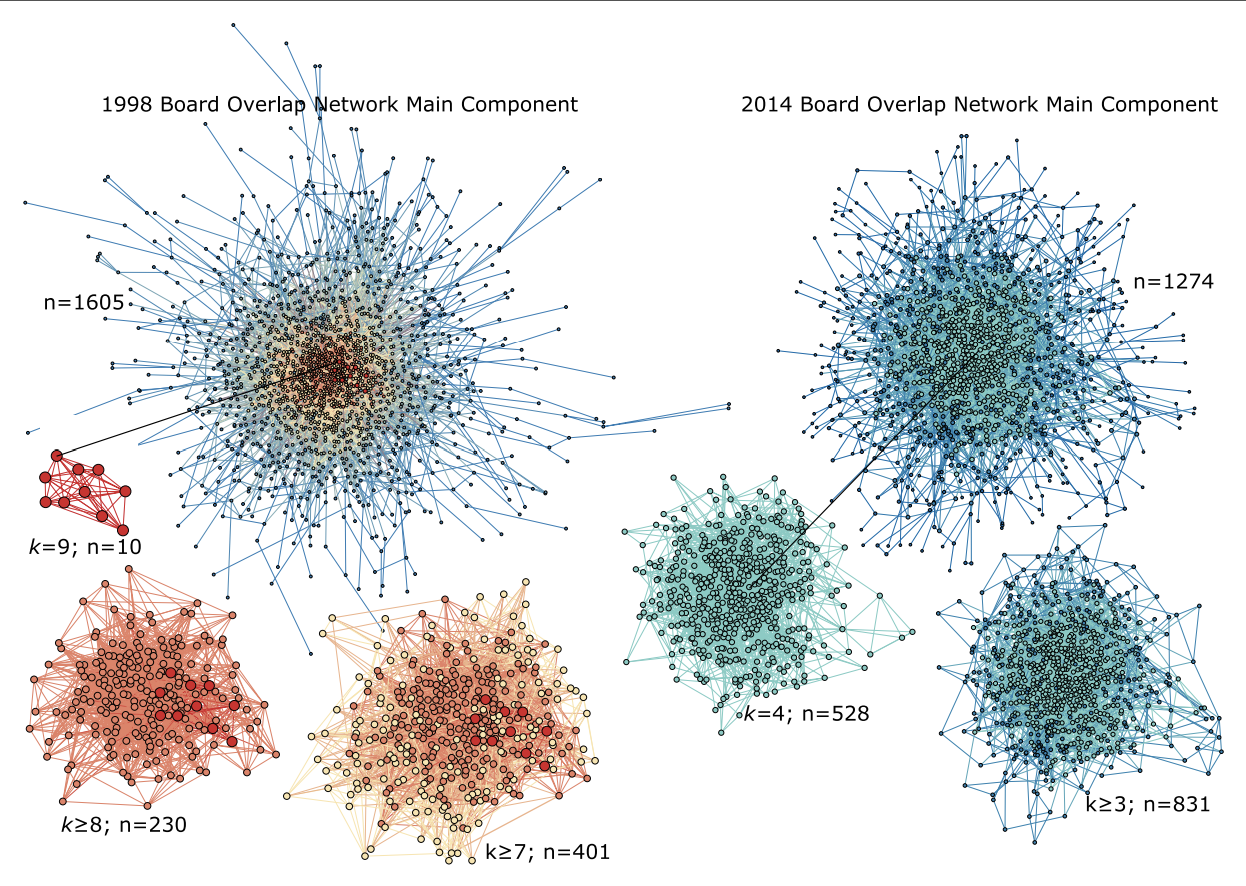 1998 Board Overlap Network Main Component
2014 Board Overlap Network Main Component
n=1605
n=1274
k=9; n=10
k=4; n=528
k≥8; n=230
k≥7; n=401
k≥3; n=831